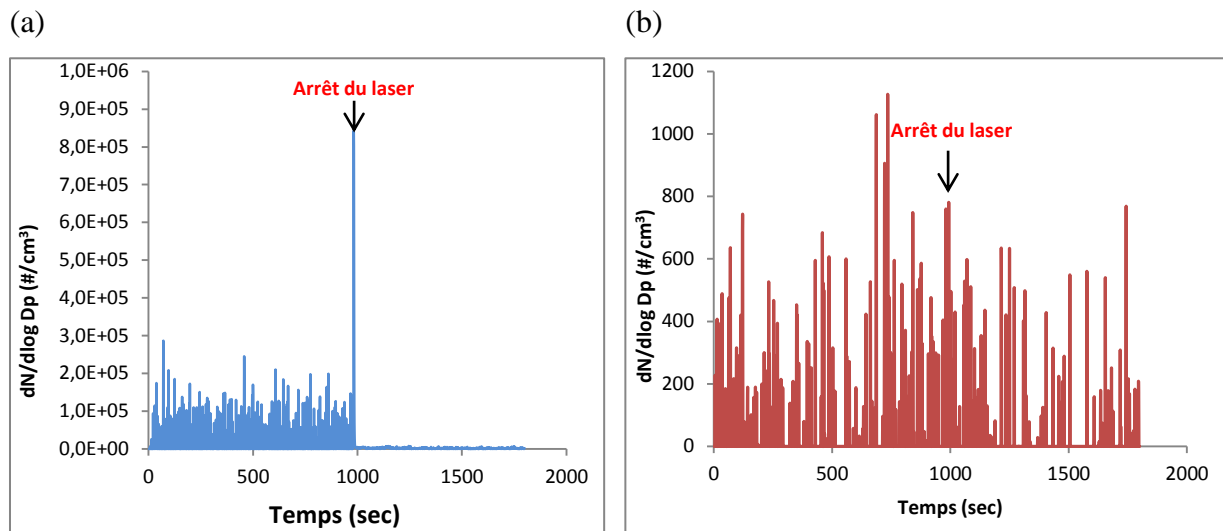 (a)
dN/dlog Dp (#/cm³)
1,0E+06
9,0E+05
8,0E+05
7,0E+05
6,0E+05
5,0E+05
4,0E+05
3,0E+05
2,0E+05
1,0E+05
0,0E+00
Arrêt du laser
0 500 1000 1500 2000
Temps (sec)
(b)
dN/dlog Dp (#/cm³)
1200
1000
800
600
400
200
0
Arrêt du laser
0 500 1000 1500 2000
Temps (sec)